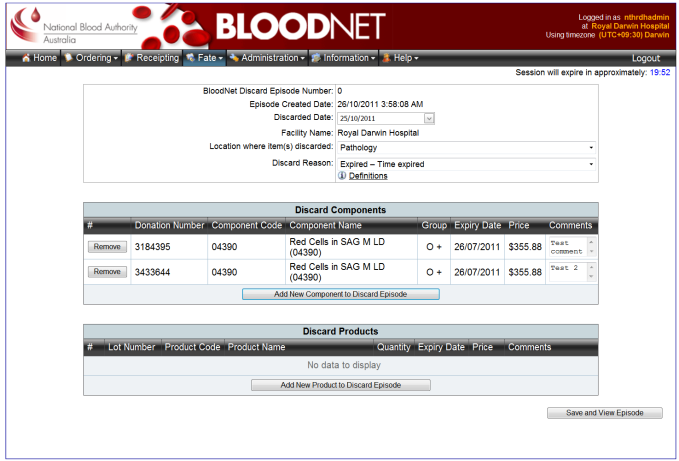 National Blood Authority
Australia
BLOODNET
Logged in as nthrdhadmin
at Royal Darwin Hospital
Using timezone (UTC+09:30) Darwin
Home Ordering Receipting Fate Administration Information Help Logout
Session will expire in approximately: 19:52
BloodNet Discard Episode Number: 0
Episode Created Date: 26/10/2011 3:58:08 AM
Discarded Date: 25/10/2011
Facility Name: Royal Darwin Hospital
Location where item(s) discarded: Pathology
Discard Reason: Expired – Time expired
Definitions
Discard Components
# Donation Number Component Code Component Name Group Expiry Date Price Comments
Remove 3184395 04390 Red Cells in SAG M LD (04390) O + 26/07/2011 $355.88 Test comment
Remove 3433644 04390 Red Cells in SAG M LD (04390) O + 26/07/2011 $355.88 Test 2
Add New Component to Discard Episode
Discard Products
# Lot Number Product Code Product Name Quantity Expiry Date Price Comments
No data to display
Add New Product to Discard Episode
Save and View Episode